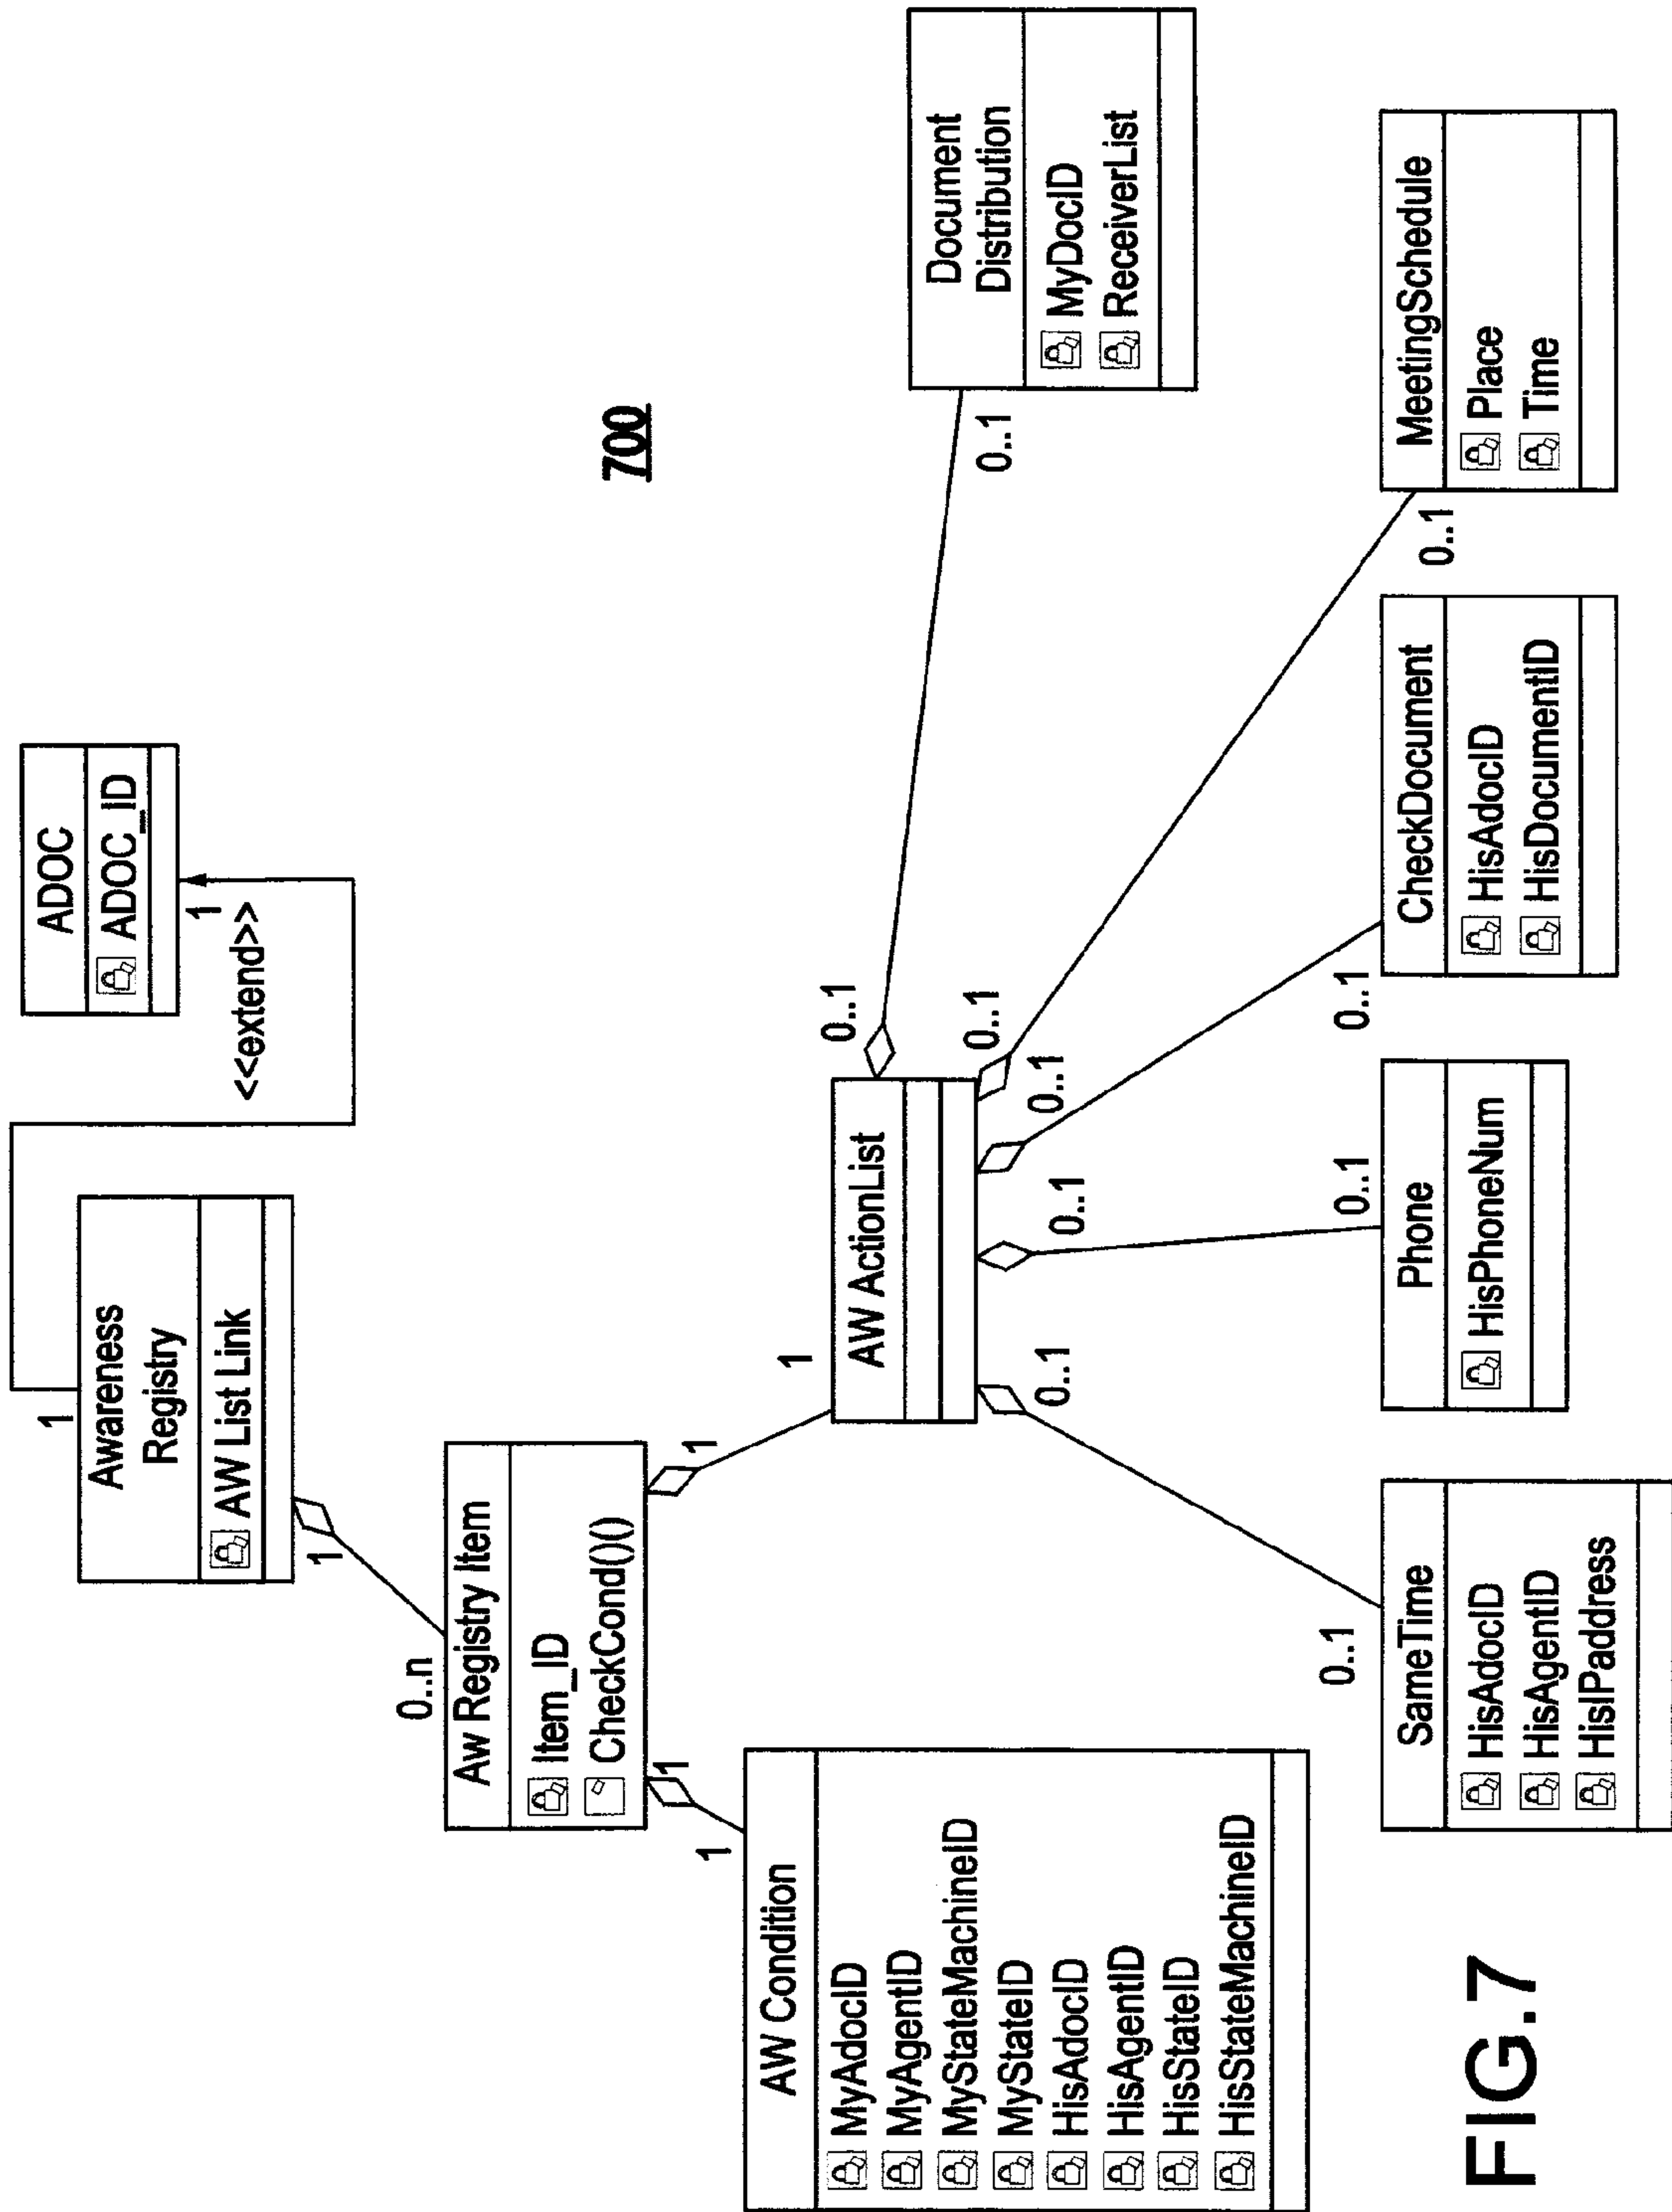 ADOC
ADOC_ID
1
<<extend>>
1
Awareness
Registry
AW List Link
1
0..n
Aw Registry Item
Item_ID
CheckCond()()
1
1
1
1
AW Condition
MyAdocID
MyAgentID
MyStateMachineID
MyStateID
HisAdocID
HisAgentID
HisStateID
HisStateMachineID
AW ActionList
0..1
0..1
0..1
0..1
0..1
700
0..1
Document
Distribution
MyDocID
ReceiverList
0..1
SameTime
HisAdocID
HisAgentID
HisIPaddress
0..1
Phone
HisPhoneNum
0..1
CheckDocument
HisAdocID
HisDocumentID
0..1
MeetingSchedule
Place
Time
FIG.7